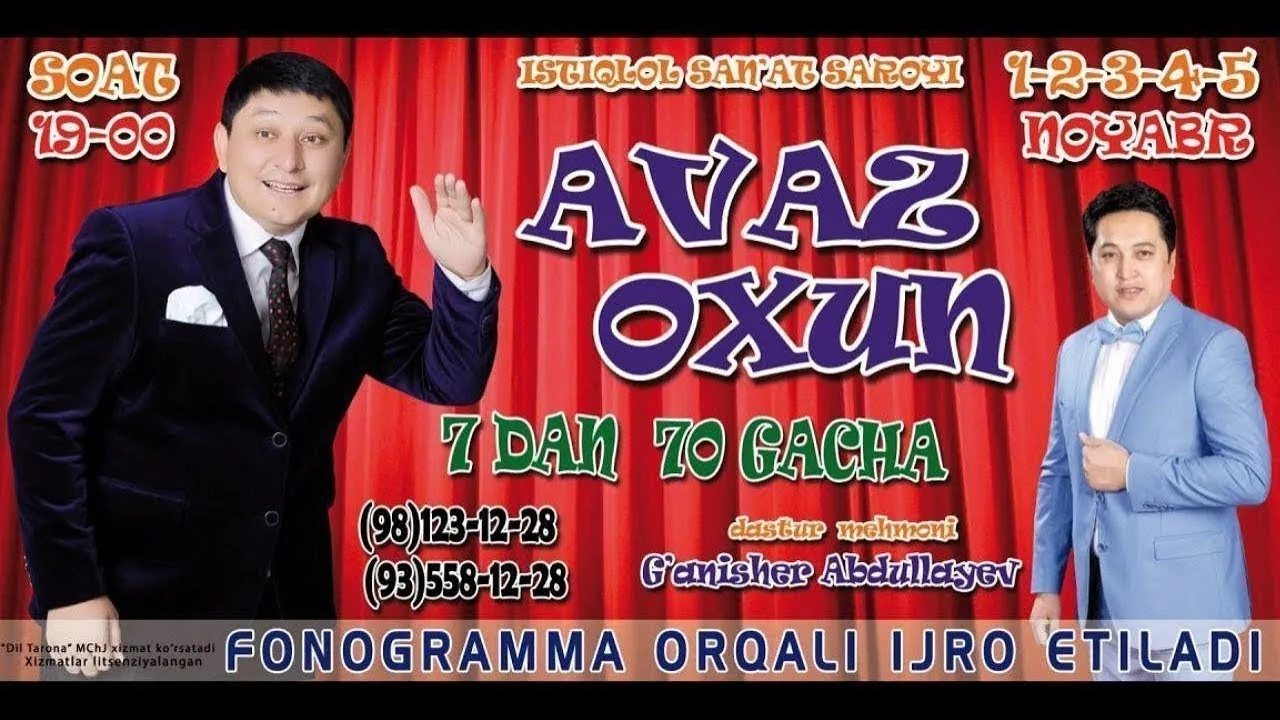 SOAT
19-00
ISTIQLOL SAN'AT SAROYI
1-2-3-4-5
NOYABR
AVAZ
OXUN
7 DAN 70 GACHA
(98)123-12-28
(93)558-12-28
dastur mehmoni
G'anisher Abdullayev
"Dil Tarona" MChJ xizmat ko'rsatadi
Xizmatlar litsenziyalangan
FONOGRAMMA ORQALI IJRO ETILADI